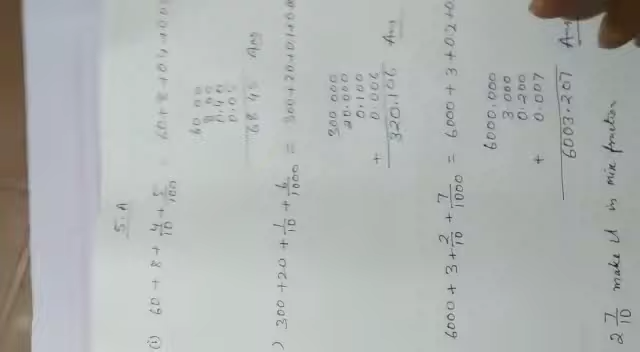 5.A
(i) 60 + 8 + 4/10 + 5/100 = 60 + 8 + 0.4 + 0.0
60.00
8.00
0.40
0.05
68.45 Ans
) 300 + 20 + 1/10 + 6/1000 = 300 + 20 + 0.1 + 0.00
300.000
20.000
0.100
+ 0.006
320.106 Ans
6000 + 3 + 2/10 + 7/1000 = 6000 + 3 + 0.2 + 0.
6000.000
3.000
0.200
+ 0.007
6003.207 Ans
2 7/10 make it in mix fraction